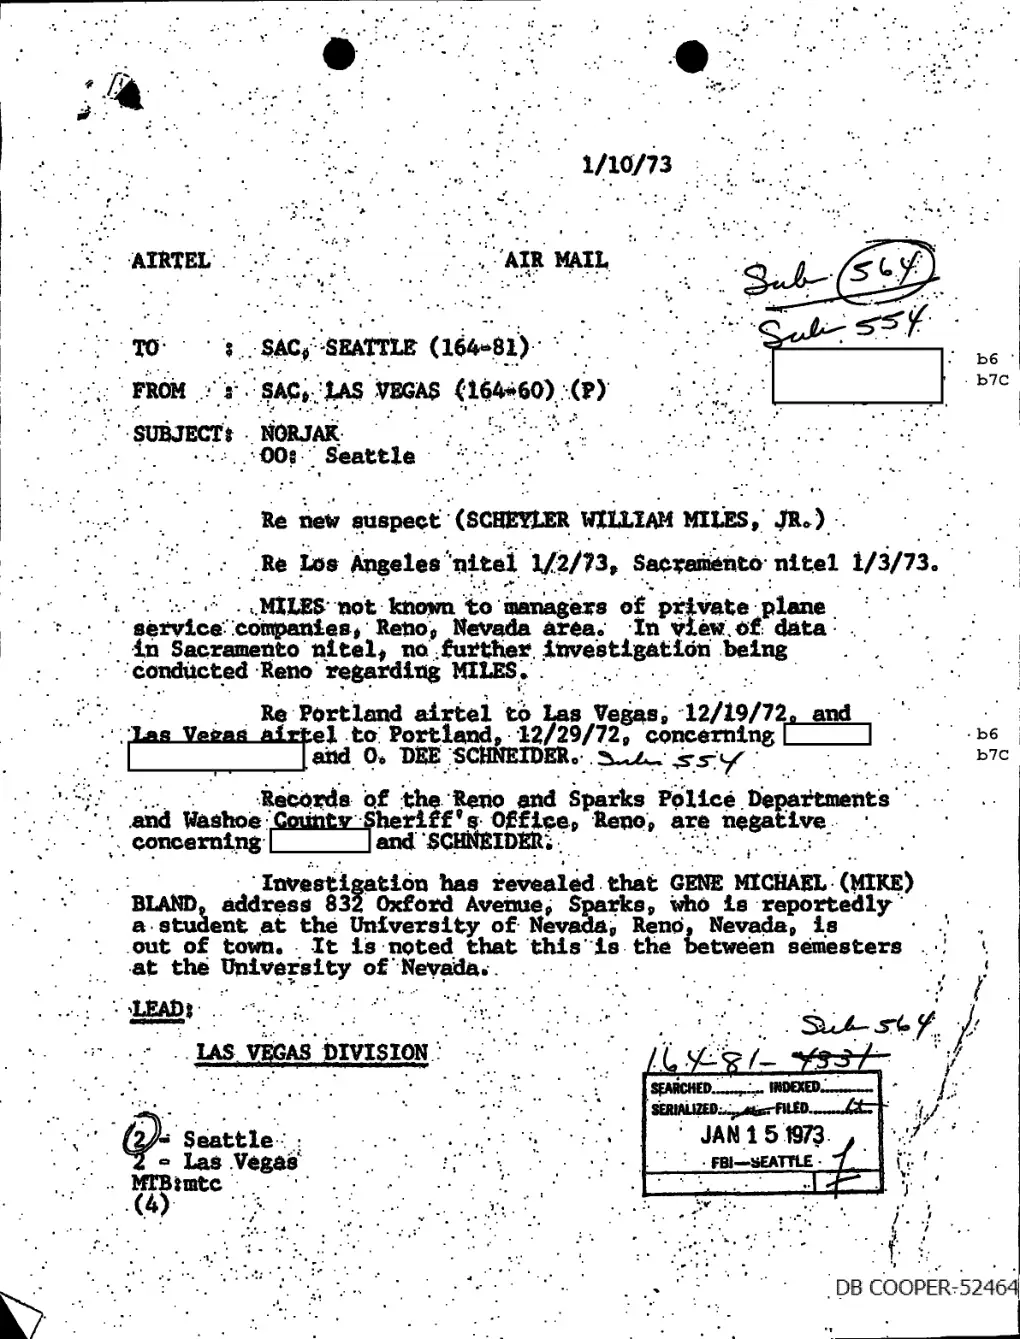 1/10/73
AIRTEL AIR MAIL
Sub 564
Sub 554
TO : SAC, SEATTLE (164-81)
b6
b7C
FROM : SAC, LAS VEGAS (164-60) (P)
SUBJECT: NORJAK
OO: Seattle
Re new suspect (SCHEYLER WILLIAM MILES, JR.)
Re Los Angeles nitel 1/2/73, Sacramento nitel 1/3/73.
MILES not known to managers of private plane
service companies, Reno, Nevada area. In view of data
in Sacramento nitel, no further investigation being
conducted Reno regarding MILES.
Re Portland airtel to Las Vegas, 12/19/72, and
Las Vegas airtel to Portland, 12/29/72, concerning
and O. DEE SCHNEIDER. Sub 554
b6
b7C
Records of the Reno and Sparks Police Departments
and Washoe County Sheriff's Office, Reno, are negative
concerning and SCHNEIDER.
Investigation has revealed that GENE MICHAEL (MIKE)
BLAND, address 832 Oxford Avenue, Sparks, who is reportedly
a student at the University of Nevada, Reno, Nevada, is
out of town. It is noted that this is the between semesters
at the University of Nevada.
LEAD:
LAS VEGAS DIVISION
Sub 564
164-81-4331
SEARCHED INDEXED
SERIALIZED FILED
JAN 15 1973
FBI—SEATTLE
2 - Seattle
2 - Las Vegas
MTB:mtc
(4)
DB COOPER-52464